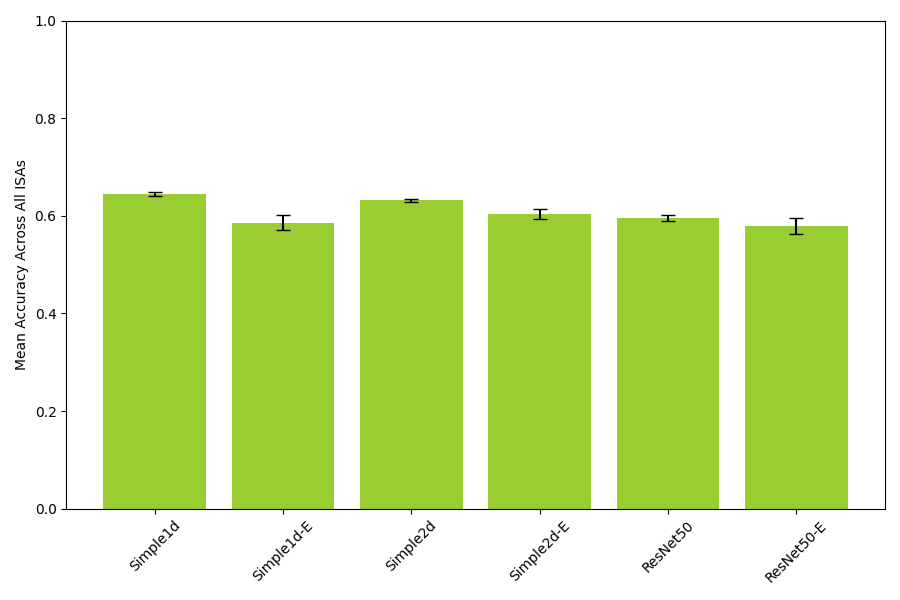 Mean Accuracy Across All ISAs
1.0
0.8
0.6
0.4
0.2
0.0
Simple1d
Simple1d-E
Simple2d
Simple2d-E
ResNet50
ResNet50-E